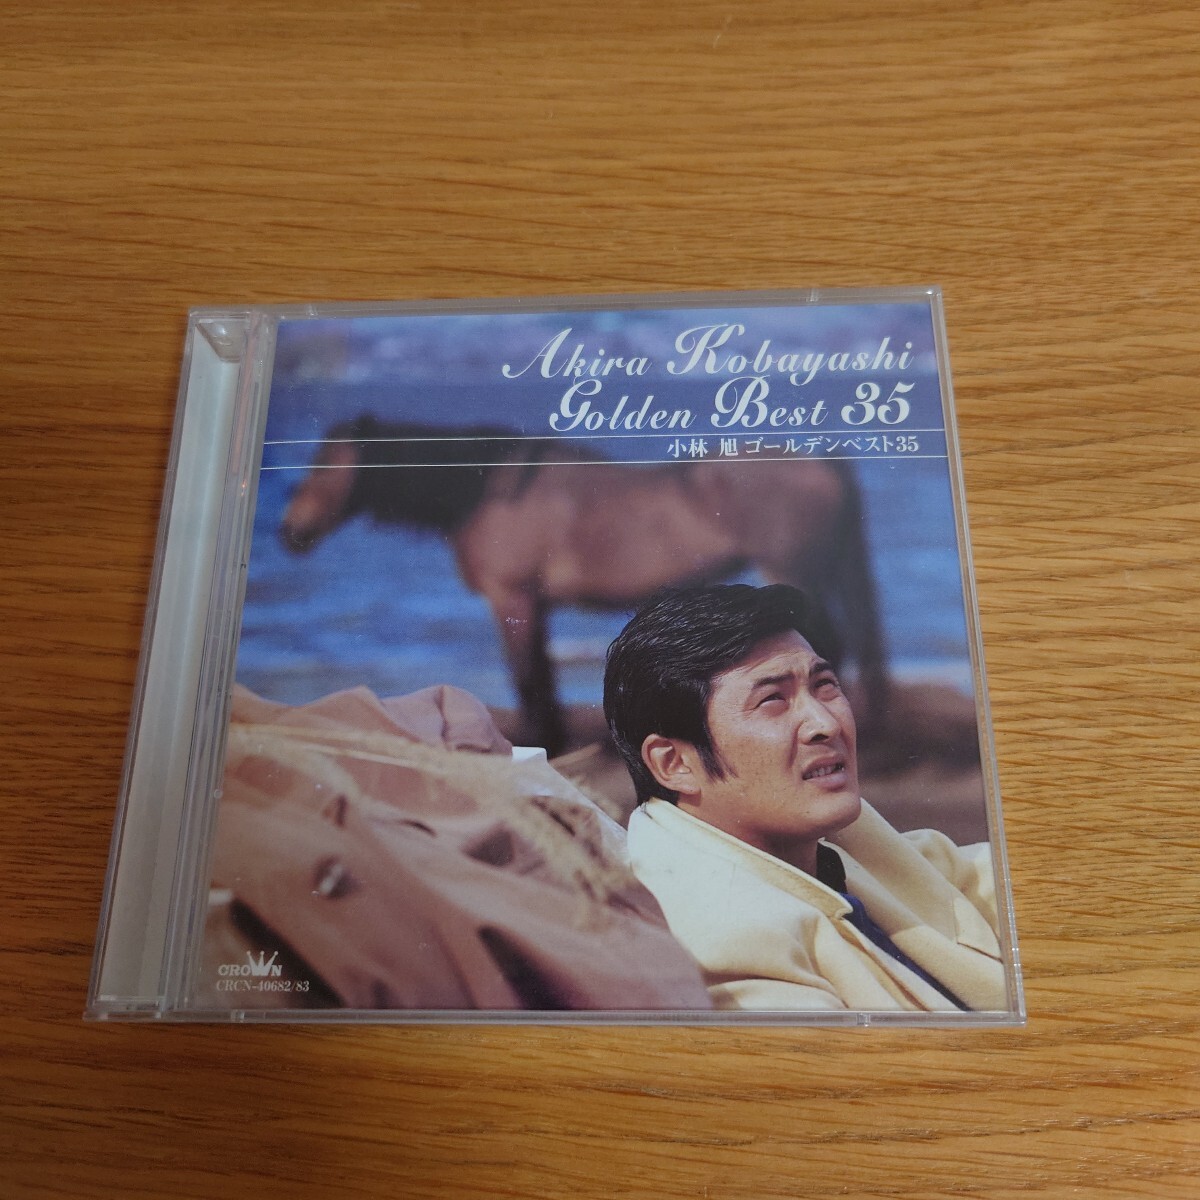 Akira Kobayashi
Golden Best 35
小林 旭 ゴールデンベスト35
CROWN
CRCN-40682/83